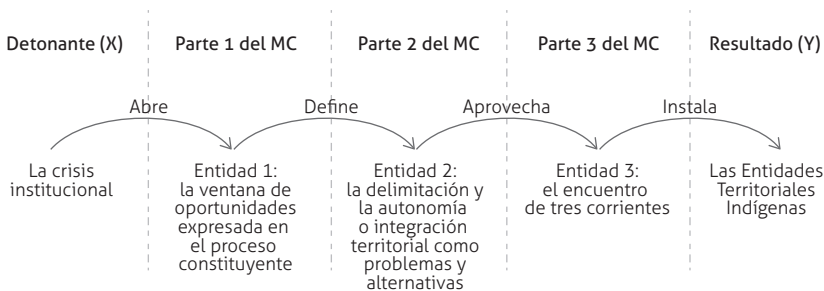 Detonante (X)
Parte 1 del MC
Parte 2 del MC
Parte 3 del MC
Resultado (Y)
Abre
Define
Aprovecha
Instala
La crisis
institucional
Entidad 1:
la ventana de
oportunidades
expresada en
el proceso
constituyente
Entidad 2:
la delimitación y
la autonomía
o integración
territorial como
problemas y
alternativas
Entidad 3:
el encuentro
de tres corrientes
Las Entidades
Territoriales
Indígenas